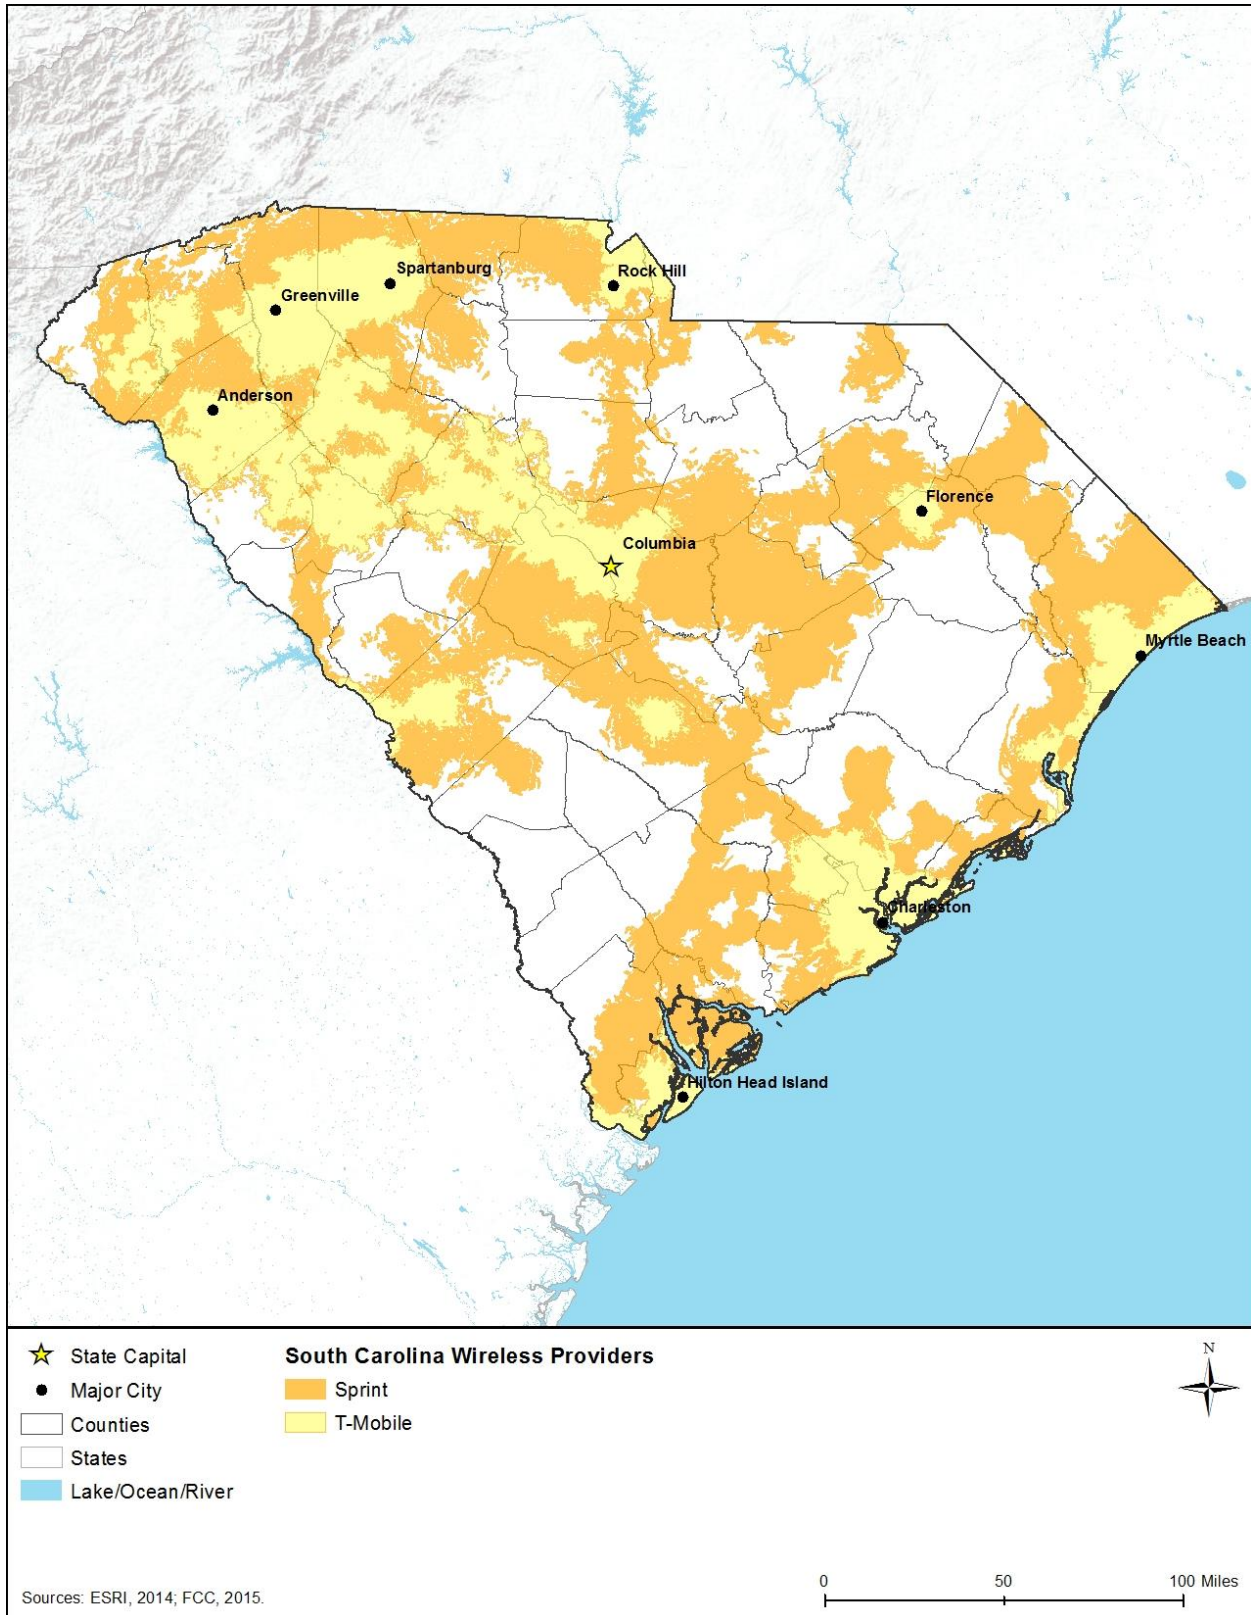 Spartanburg
Rock Hill
Greenville
Anderson
Florence
Columbia
Myrtle Beach
Charleston
Hilton Head Island
State Capital
South Carolina Wireless Providers
N
Major City
Sprint
Counties
T-Mobile
States
Lake/Ocean/River
0 50 100 Miles
Sources: ESRI, 2014; FCC, 2015.